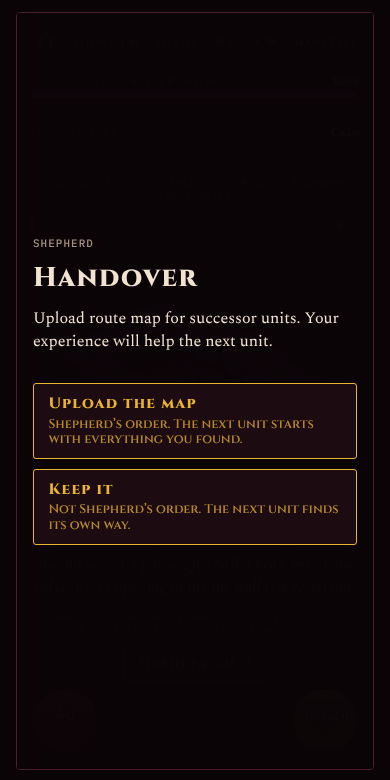 SHEPHERD
HANDOVER
Upload route map for successor units. Your
experience will help the next unit.
UPLOAD THE MAP
SHEPHERD'S ORDER. THE NEXT UNIT STARTS
WITH EVERYTHING YOU FOUND.
KEEP IT
NOT SHEPHERD'S ORDER. THE NEXT UNIT FINDS
ITS OWN WAY.